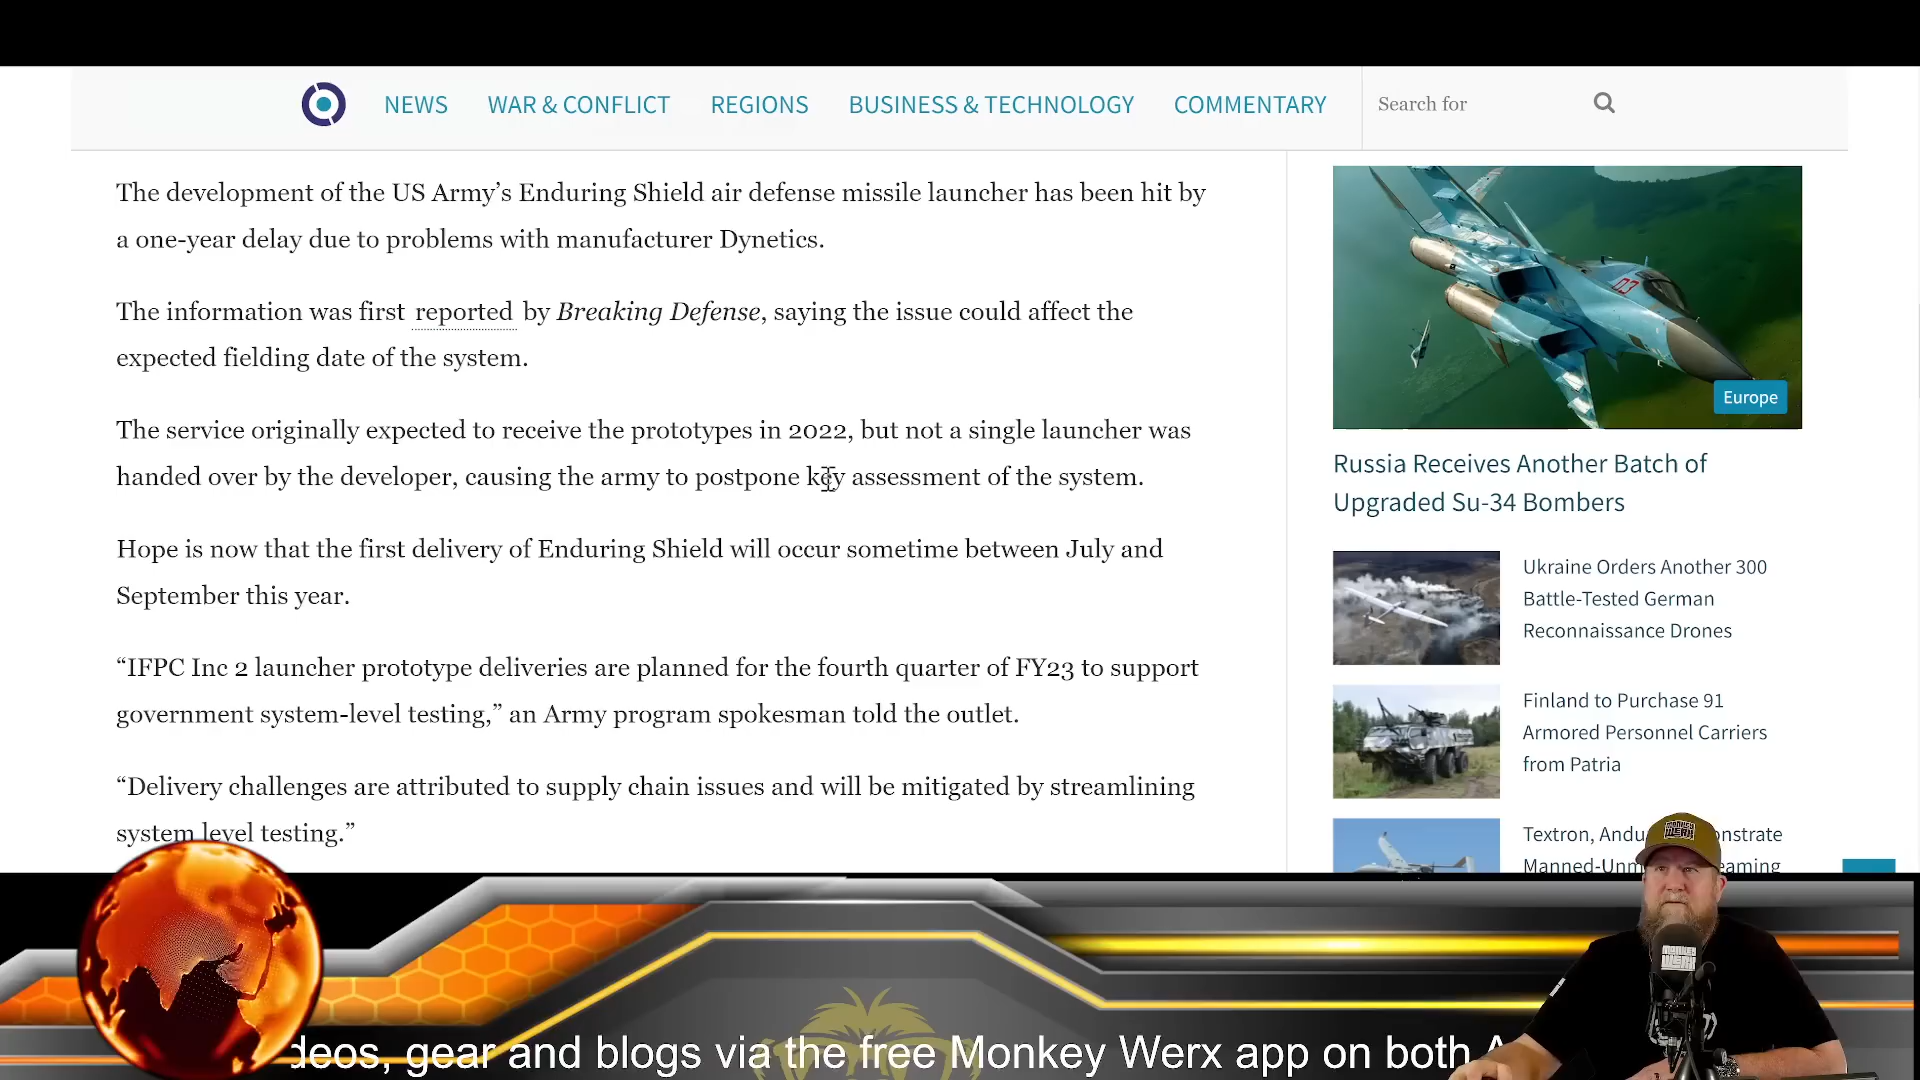 NEWS WAR & CONFLICT REGIONS BUSINESS & TECHNOLOGY COMMENTARY Search for
The development of the US Army's Enduring Shield air defense missile launcher has been hit by
a one-year delay due to problems with manufacturer Dynetics.
The information was first reported by Breaking Defense, saying the issue could affect the
expected fielding date of the system.
The service originally expected to receive the prototypes in 2022, but not a single launcher was
handed over by the developer, causing the army to postpone key assessment of the system.
Hope is now that the first delivery of Enduring Shield will occur sometime between July and
September this year.
“IFPC Inc 2 launcher prototype deliveries are planned for the fourth quarter of FY23 to support
government system-level testing,” an Army program spokesman told the outlet.
“Delivery challenges are attributed to supply chain issues and will be mitigated by streamlining
system level testing.”
03
Europe
Russia Receives Another Batch of
Upgraded Su-34 Bombers
Ukraine Orders Another 300
Battle-Tested German
Reconnaissance Drones
Finland to Purchase 91
Armored Personnel Carriers
from Patria
Textron,
MONKEY
WERX
MONKEY
WERX
gear and blogs via the free Monkey Werx app on both